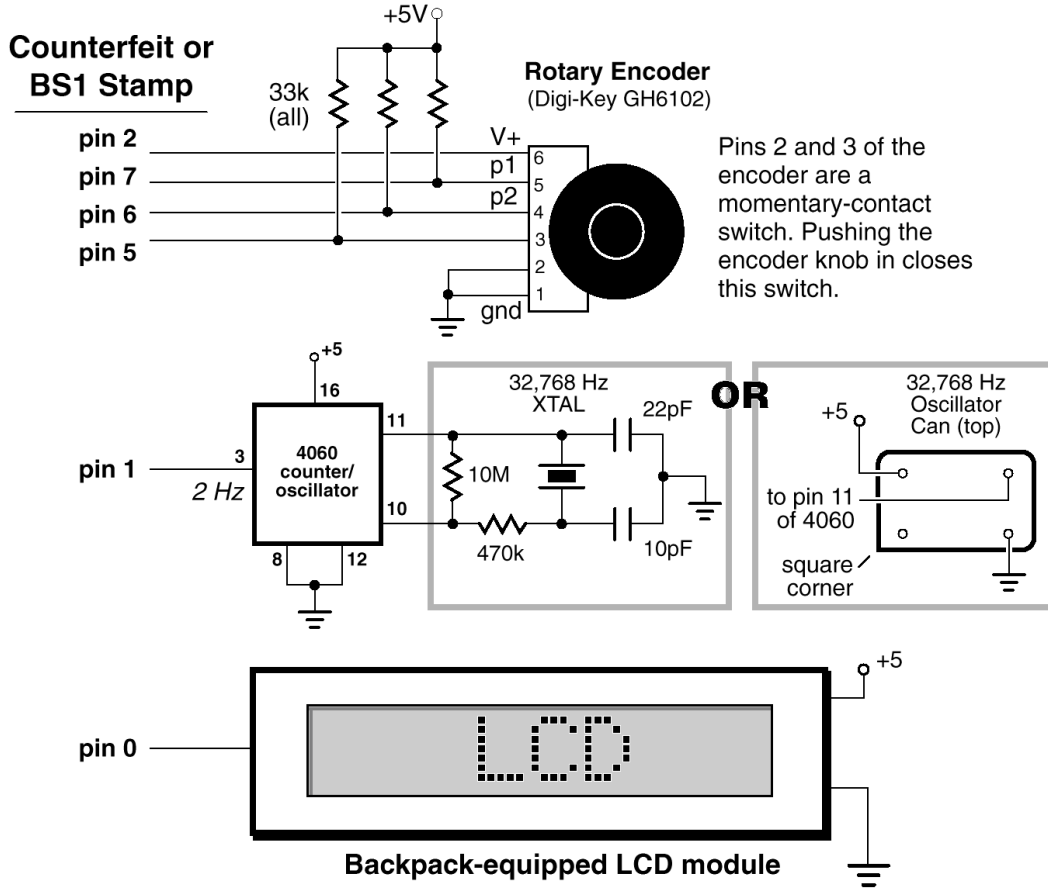 +5V
Counterfeit or
BS1 Stamp
33k
(all)
Rotary Encoder
(Digi-Key GH6102)
pin 2
pin 7
pin 6
pin 5
V+
p1
p2
gnd
6
5
4
3
2
1
Pins 2 and 3 of the
encoder are a
momentary-contact
switch. Pushing the
encoder knob in closes
this switch.
+5
16
pin 1
3
2 Hz
4060
counter/
oscillator
11
10
8
12
32,768 Hz
XTAL
22pF
10M
470k
10pF
OR
32,768 Hz
Oscillator
Can (top)
+5
to pin 11
of 4060
square
corner
pin 0
LCD
+5
Backpack-equipped LCD module